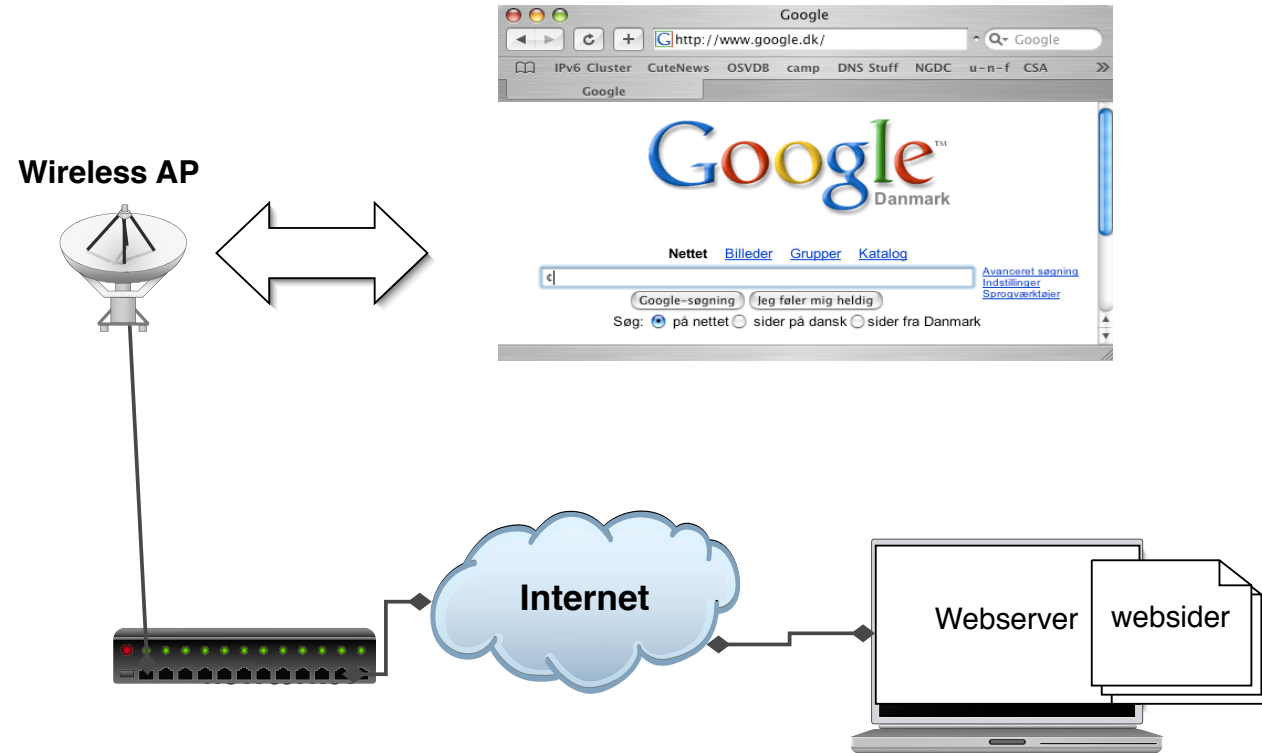 Google
http://www.google.dk/
Google
IPv6 Cluster CuteNews OSVDB camp DNS Stuff NGDC u-n-f CSA
Google
Google™
Danmark
Wireless AP
Nettet Billeder Grupper Katalog
¢
Avanceret søgning
Indstillinger
Sprogværktøjer
Google-søgning Jeg føler mig heldig
Søg: på nettet sider på dansk sider fra Danmark
Internet
Webserver
websider